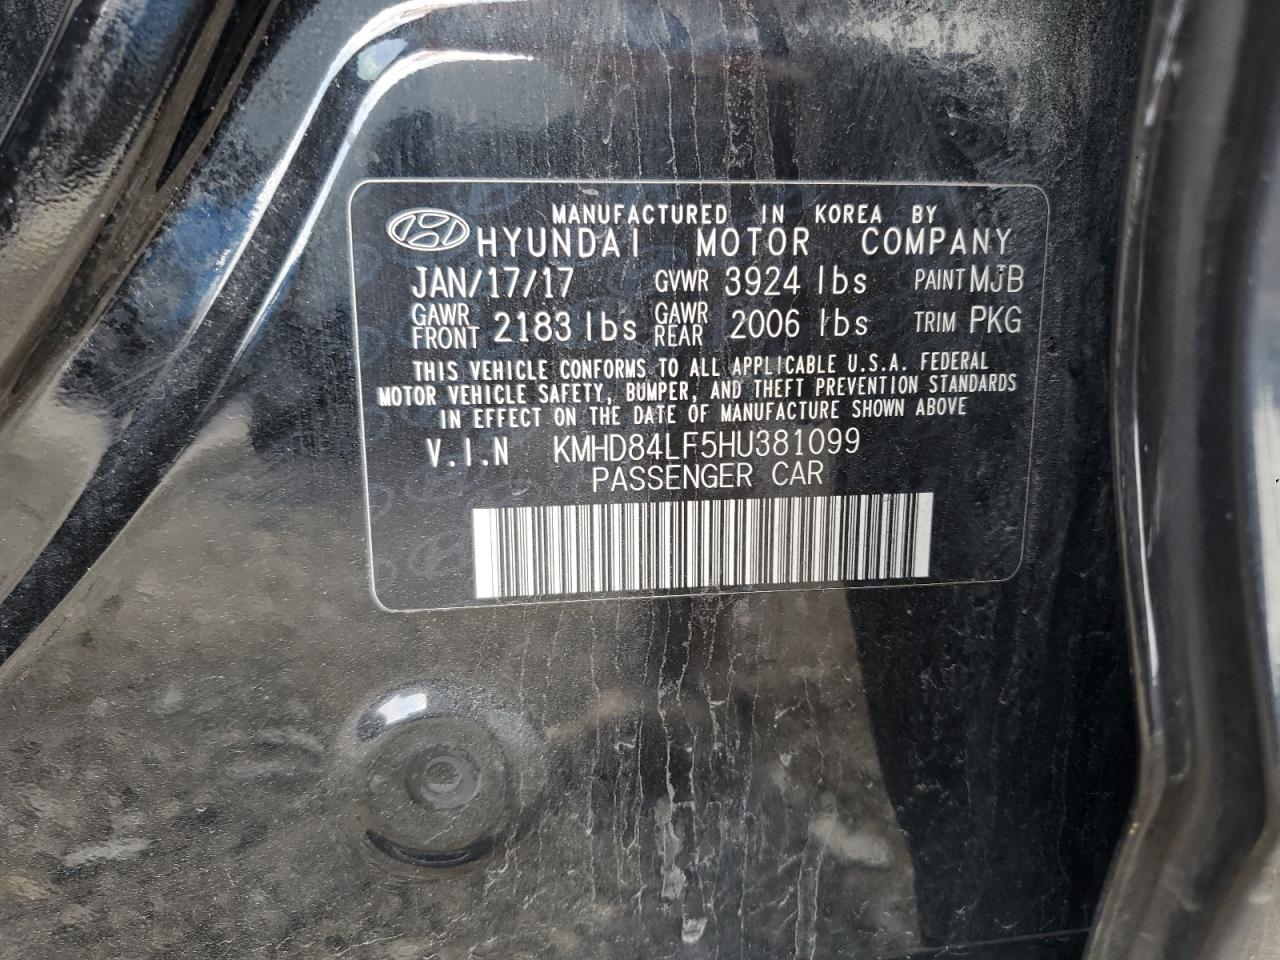 MANUFACTURED IN KOREA BY
HYUNDAI MOTOR COMPANY
JAN/17/17 GVWR 3924 lbs PAINT MJB
GAWR FRONT 2183 lbs GAWR REAR 2006 lbs TRIM PKG
THIS VEHICLE CONFORMS TO ALL APPLICABLE U.S.A. FEDERAL
MOTOR VEHICLE SAFETY, BUMPER, AND THEFT PREVENTION STANDARDS
IN EFFECT ON THE DATE OF MANUFACTURE SHOWN ABOVE
V.I.N KMHD84LF5HU381099
PASSENGER CAR